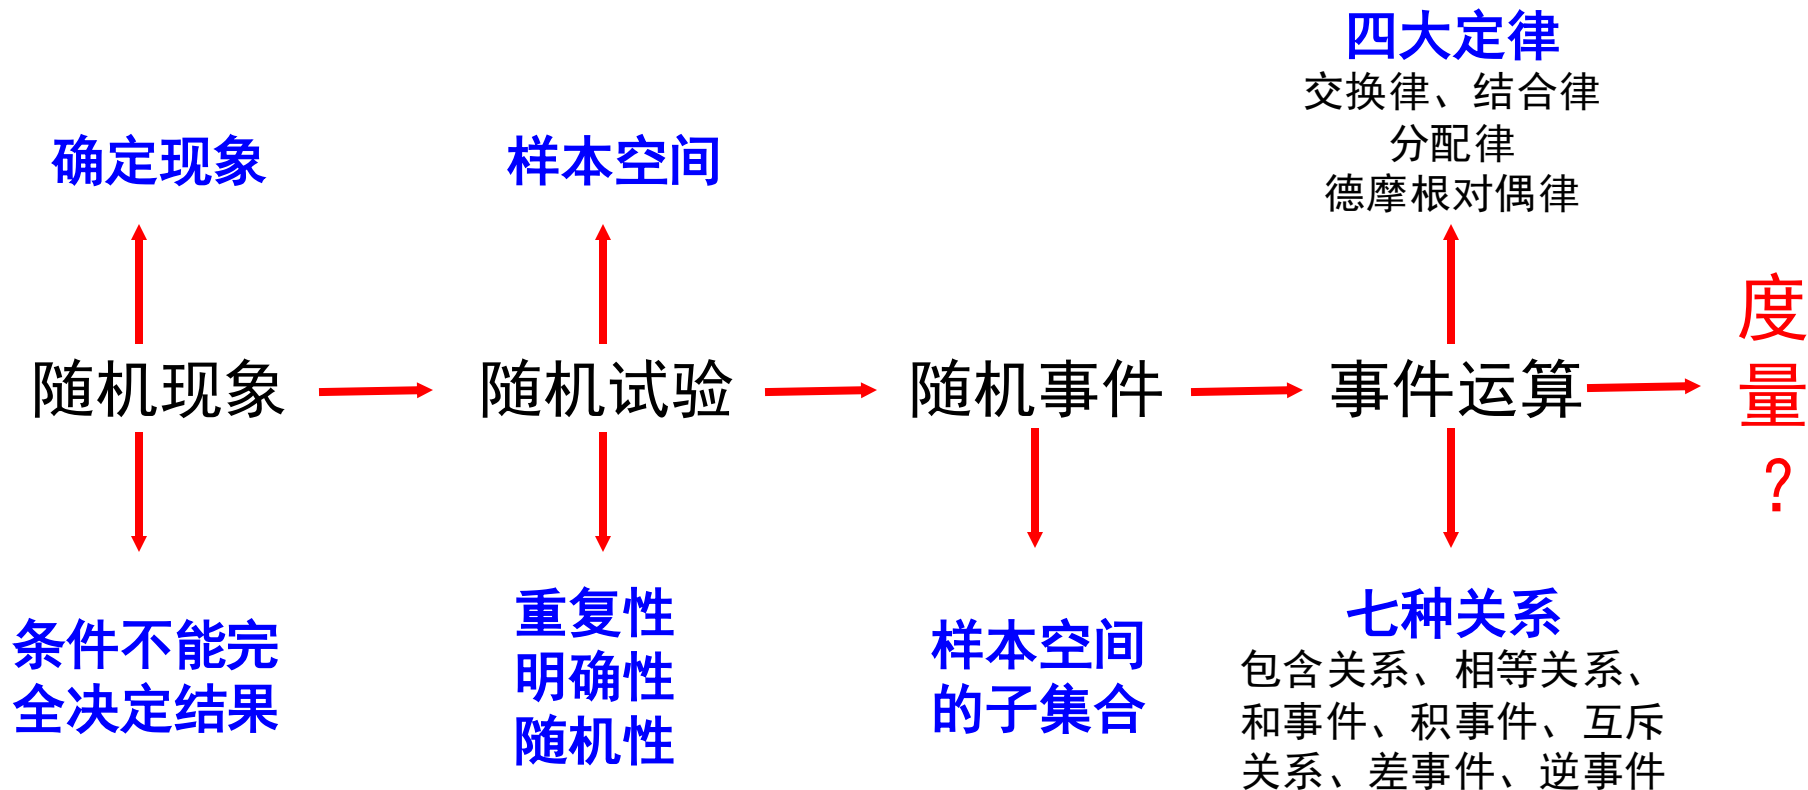 四大定律
交换律、结合律
分配律
德摩根对偶律
确定现象
样本空间
随机现象
随机试验
随机事件
事件运算
度
量
?
条件不能完
全决定结果
重复性
明确性
随机性
样本空间
的子集合
七种关系
包含关系、相等关系、
和事件、积事件、互斥
关系、差事件、逆事件